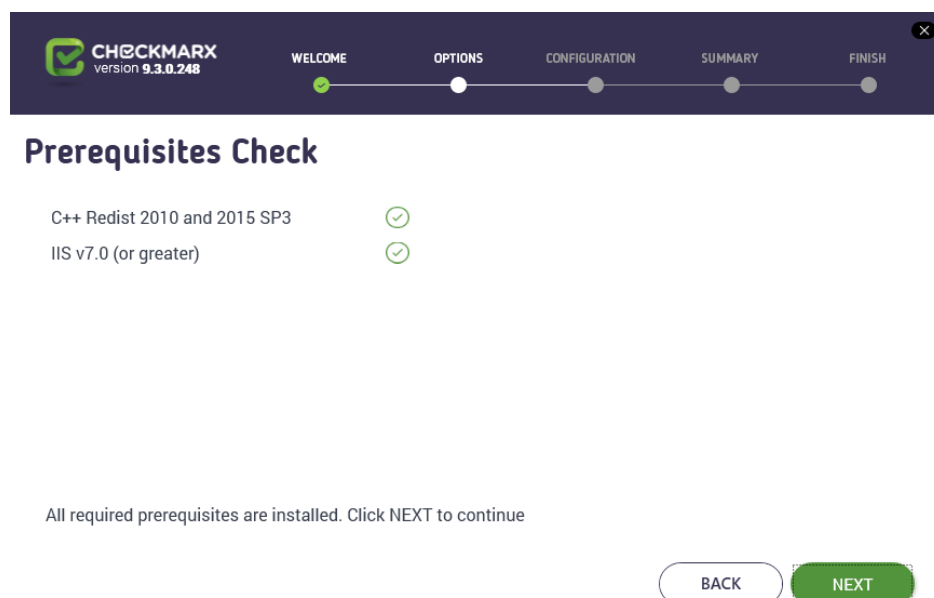 CHECKMARX
version 9.3.0.248
WELCOME
OPTIONS
CONFIGURATION
SUMMARY
FINISH
Prerequisites Check
C++ Redist 2010 and 2015 SP3
IIS v7.0 (or greater)
All required prerequisites are installed. Click NEXT to continue
BACK
NEXT